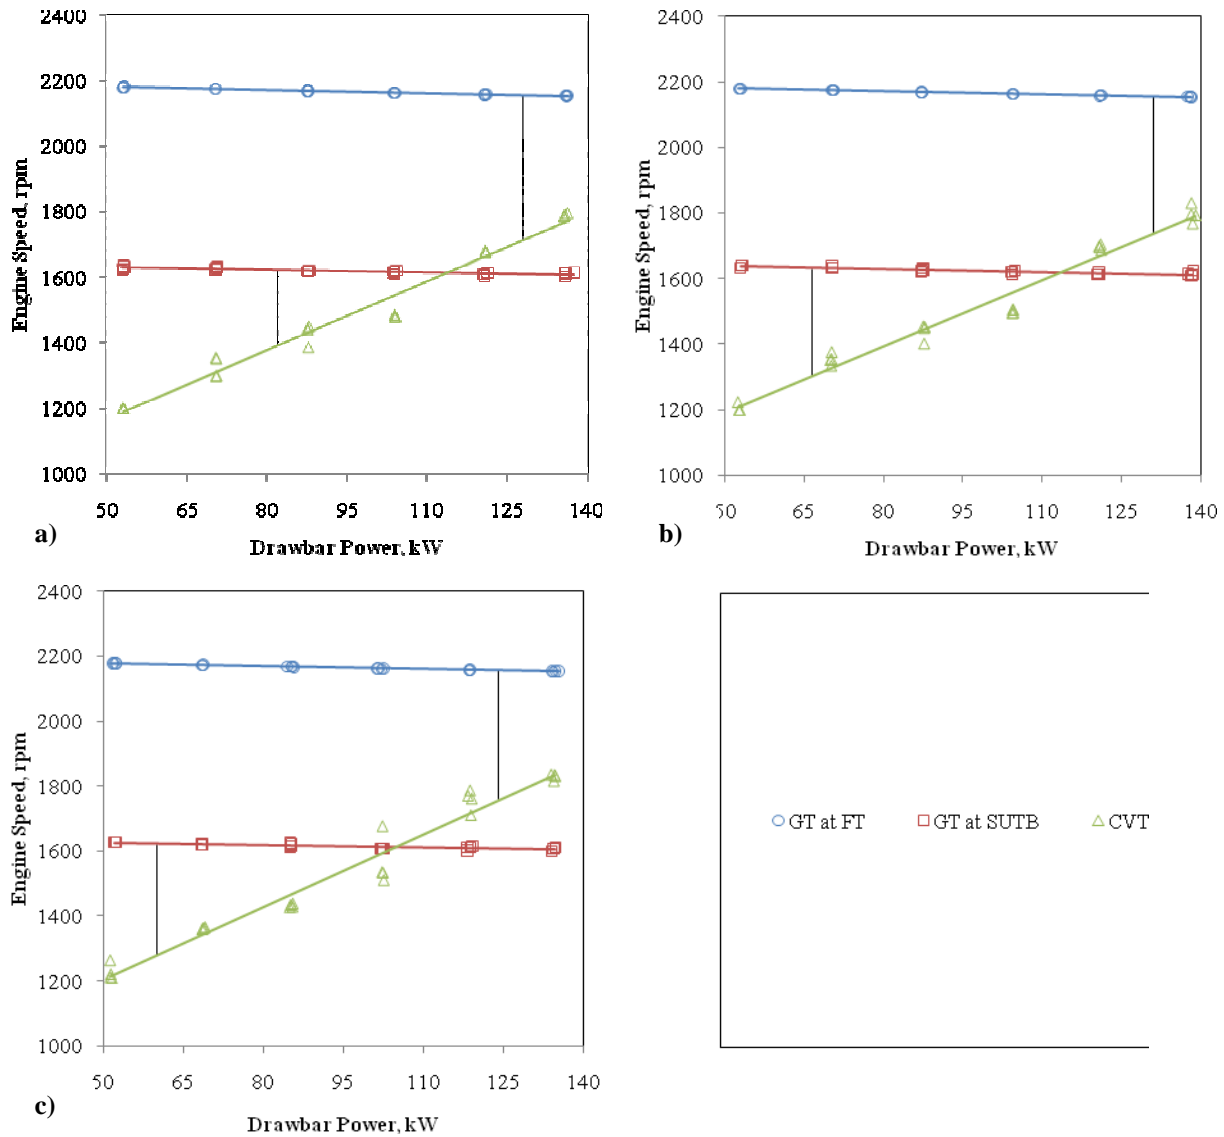 2400
2200
2000
1800
1600
1400
1200
1000
Engine Speed, rpm
50 65 80 95 110 125 140
a)
Drawbar Power, kW
2400
2200
2000
1800
1600
1400
1200
1000
Engine Speed, rpm
50 65 80 95 110 125 140
b)
Drawbar Power, kW
2400
2200
2000
1800
1600
1400
1200
1000
Engine Speed, rpm
50 65 80 95 110 125 140
c)
Drawbar Power, kW
GT at FT GT at SUTB CVT